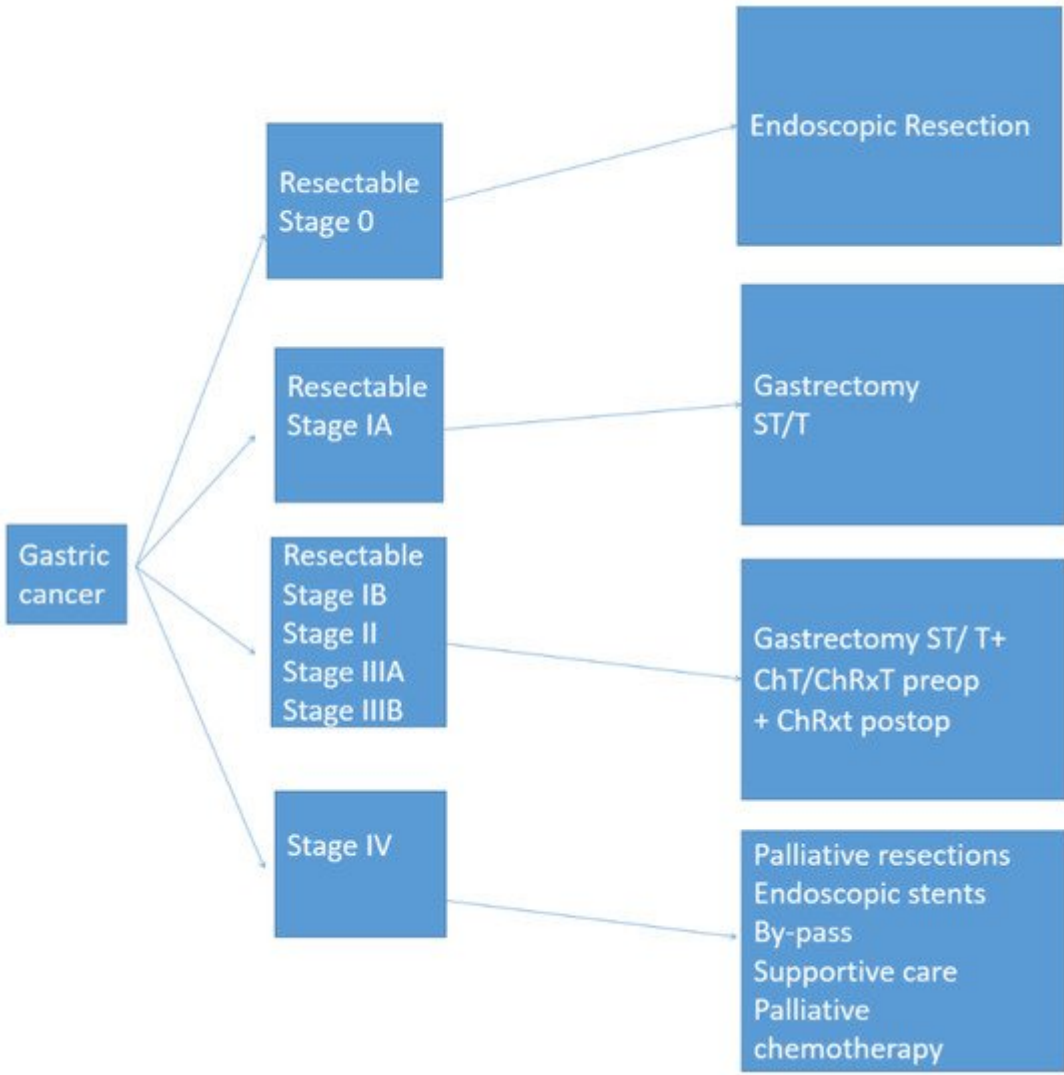 Gastric
cancer
Resectable
Stage 0
Resectable
Stage IA
Resectable
Stage IB
Stage II
Stage IIIA
Stage IIIB
Stage IV
Endoscopic Resection
Gastrectomy
ST/T
Gastrectomy ST/ T+
ChT/ChRxT preop
+ ChRxt postop
Palliative resections
Endoscopic stents
By-pass
Supportive care
Palliative
chemotherapy